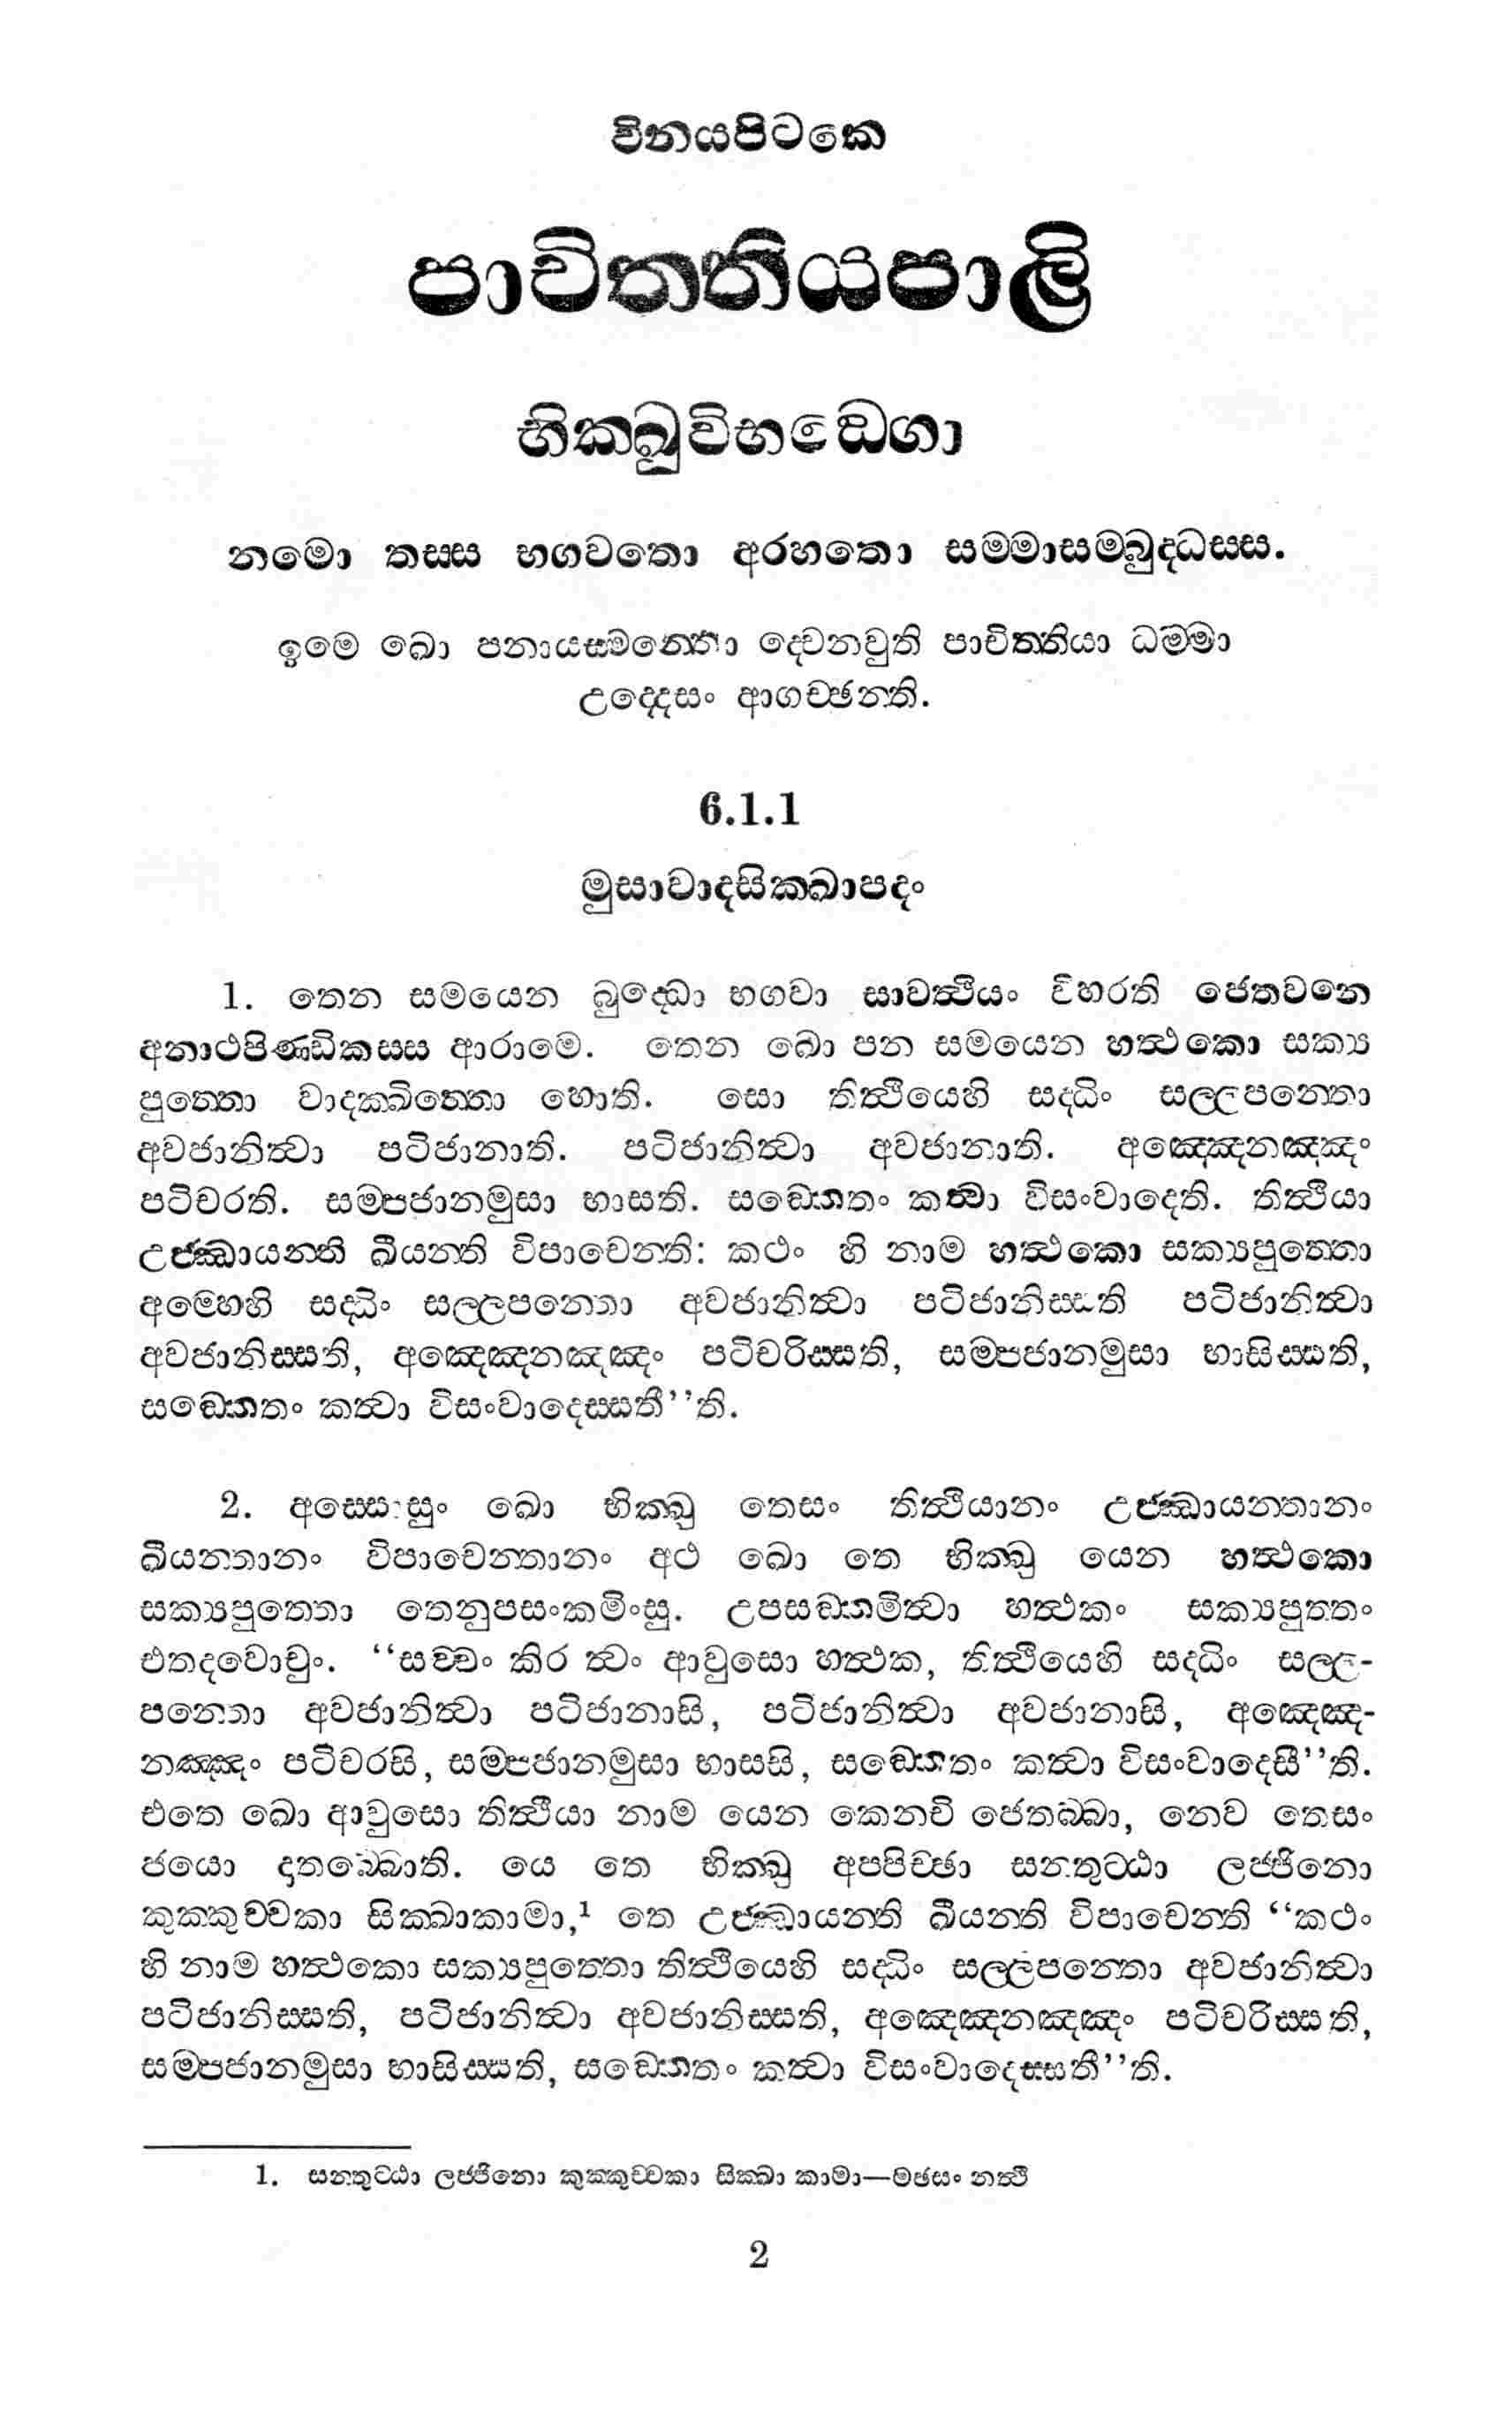 විනයපිටකෙ
පාචිත්තියපාලි
භික්ඛුවිභඞ්ගො
නමො තස්ස භගවතො අරහතො සම්මාසම්බුද්ධස්ස.
ඉමෙ ඛො පනායස්මන්තො ද්වෙනවුති පාචිත්තියා ධම්මා
උද්දෙසං ආගච්ඡන්ති.
6.1.1
මුසාවාදසික්ඛාපදං
1. තෙන සමයෙන බුද්ධො භගවා සාවත්ථියං විහරති ජෙතවනෙ
අනාථපිණ්ඩිකස්ස ආරාමෙ. තෙන ඛො පන සමයෙන හත්ථකො සක්‍ය
පුත්තො වාදක්ඛිත්තො හොති. සො තිත්ථියෙහි සද්ධිං සල්ලපන්තො
අවජානිත්වා පටිජානාති. පටිජානිත්වා අවජානාති. අඤ්ඤෙනඤ්ඤං
පටිචරති. සම්පජානමුසා භාසති. සඞ්කෙතං කත්වා විසංවාදෙති. තිත්ථියා
උජ්ඣායන්ති ඛීයන්ති විපාචෙන්ති: කථං හි නාම හත්ථකො සක්‍යපුත්තො
අම්හෙහි සද්ධිං සල්ලපන්තො අවජානිත්වා පටිජානිස්සති පටිජානිත්වා
අවජානිස්සති, අඤ්ඤෙනඤ්ඤං පටිචරිස්සති, සම්පජානමුසා භාසිස්සති,
සඞ්කෙතං කත්වා විසංවාදෙස්සතී’’ති.
2. අස්සොසුං ඛො භික්ඛු තෙසං තිත්ථියානං උජ්ඣායන්තානං
ඛීයන්තානං විපාචෙන්තානං අථ ඛො තෙ භික්ඛු යෙන හත්ථකො
සක්‍යපුත්තො තෙනුපසංකමිංසු. උපසඞ්කමිත්වා හත්ථකං සක්‍යපුත්තං
එතදවොචුං. ‘‘සච්චං කිර ත්වං ආවුසො හත්ථක, තිත්ථියෙහි සද්ධිං සල්ල-
පන්තො අවජානිත්වා පටිජානාසි, පටිජානිත්වා අවජානාසි, අඤ්ඤෙ-
නඤ්ඤං පටිචරසි, සම්පජානමුසා භාසසි, සඞ්කෙතං කත්වා විසංවාදෙසී’’ති.
එතෙ ඛො ආවුසො තිත්ථියා නාම යෙන කෙනචි ජෙතබ්බා, නෙව තෙසං
ජයො දාතබ්බොති. යෙ තෙ භික්ඛු අප්පිච්ඡා සන්තුට්ඨා ලජ්ජිනො
කුක්කුච්චකා සික්ඛාකාමා,¹ තෙ උජ්ඣායන්ති ඛීයන්ති විපාචෙන්ති ‘‘කථං
හි නාම හත්ථකො සක්‍යපුත්තො තිත්ථියෙහි සද්ධිං සල්ලපන්තො අවජානිත්වා
පටිජානිස්සති, පටිජානිත්වා අවජානිස්සති, අඤ්ඤෙනඤ්ඤං පටිචරිස්සති,
සම්පජානමුසා භාසිස්සති, සඞ්කෙතං කත්වා විසංවාදෙස්සතී’’ති.
1. සන්තුට්ඨා ලජ්ජිනො කුක්කුච්චකා සික්ඛා කාමා—මඡසං නත්ථි
2